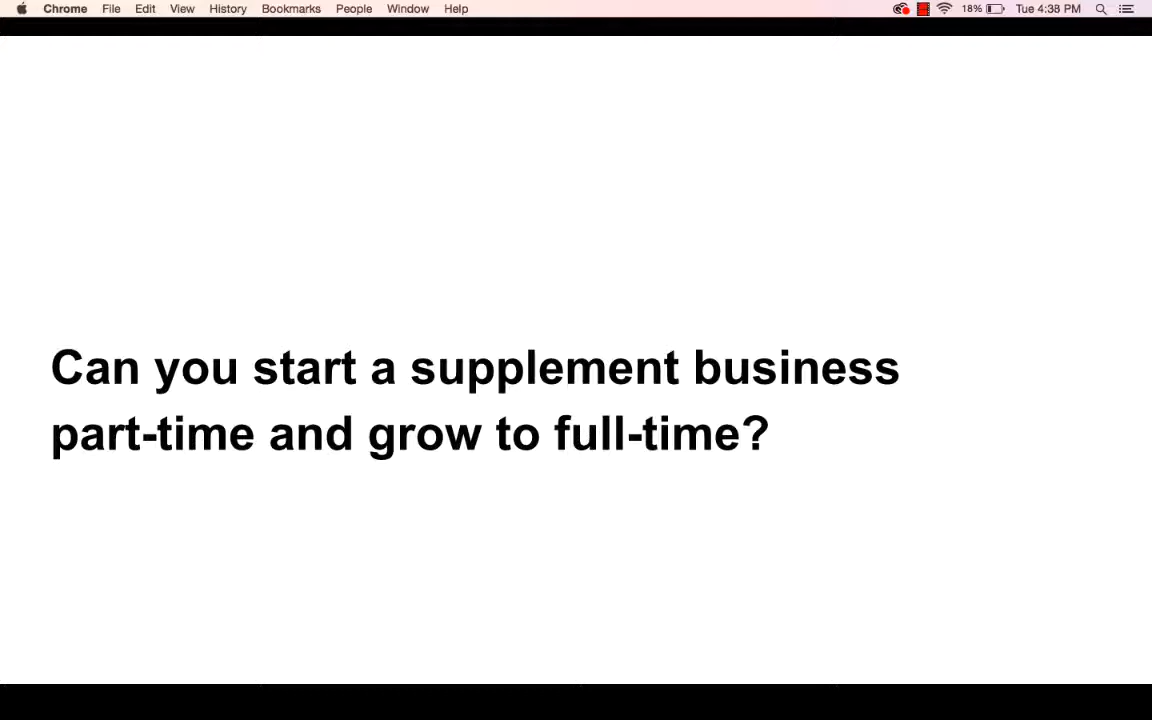 Chrome File Edit View History Bookmarks People Window Help 18% Tue 4:38 PM
Can you start a supplement business
part-time and grow to full-time?